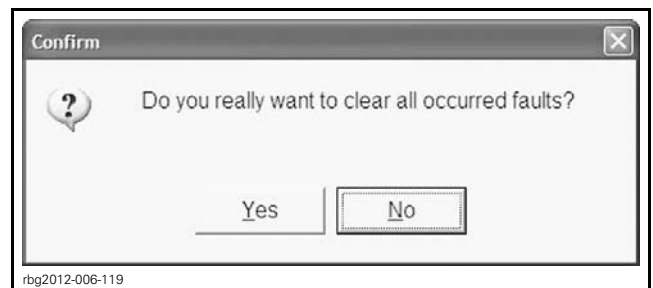 Confirm
Do you really want to clear all occurred faults?
Yes
No
rbg2012-006-119